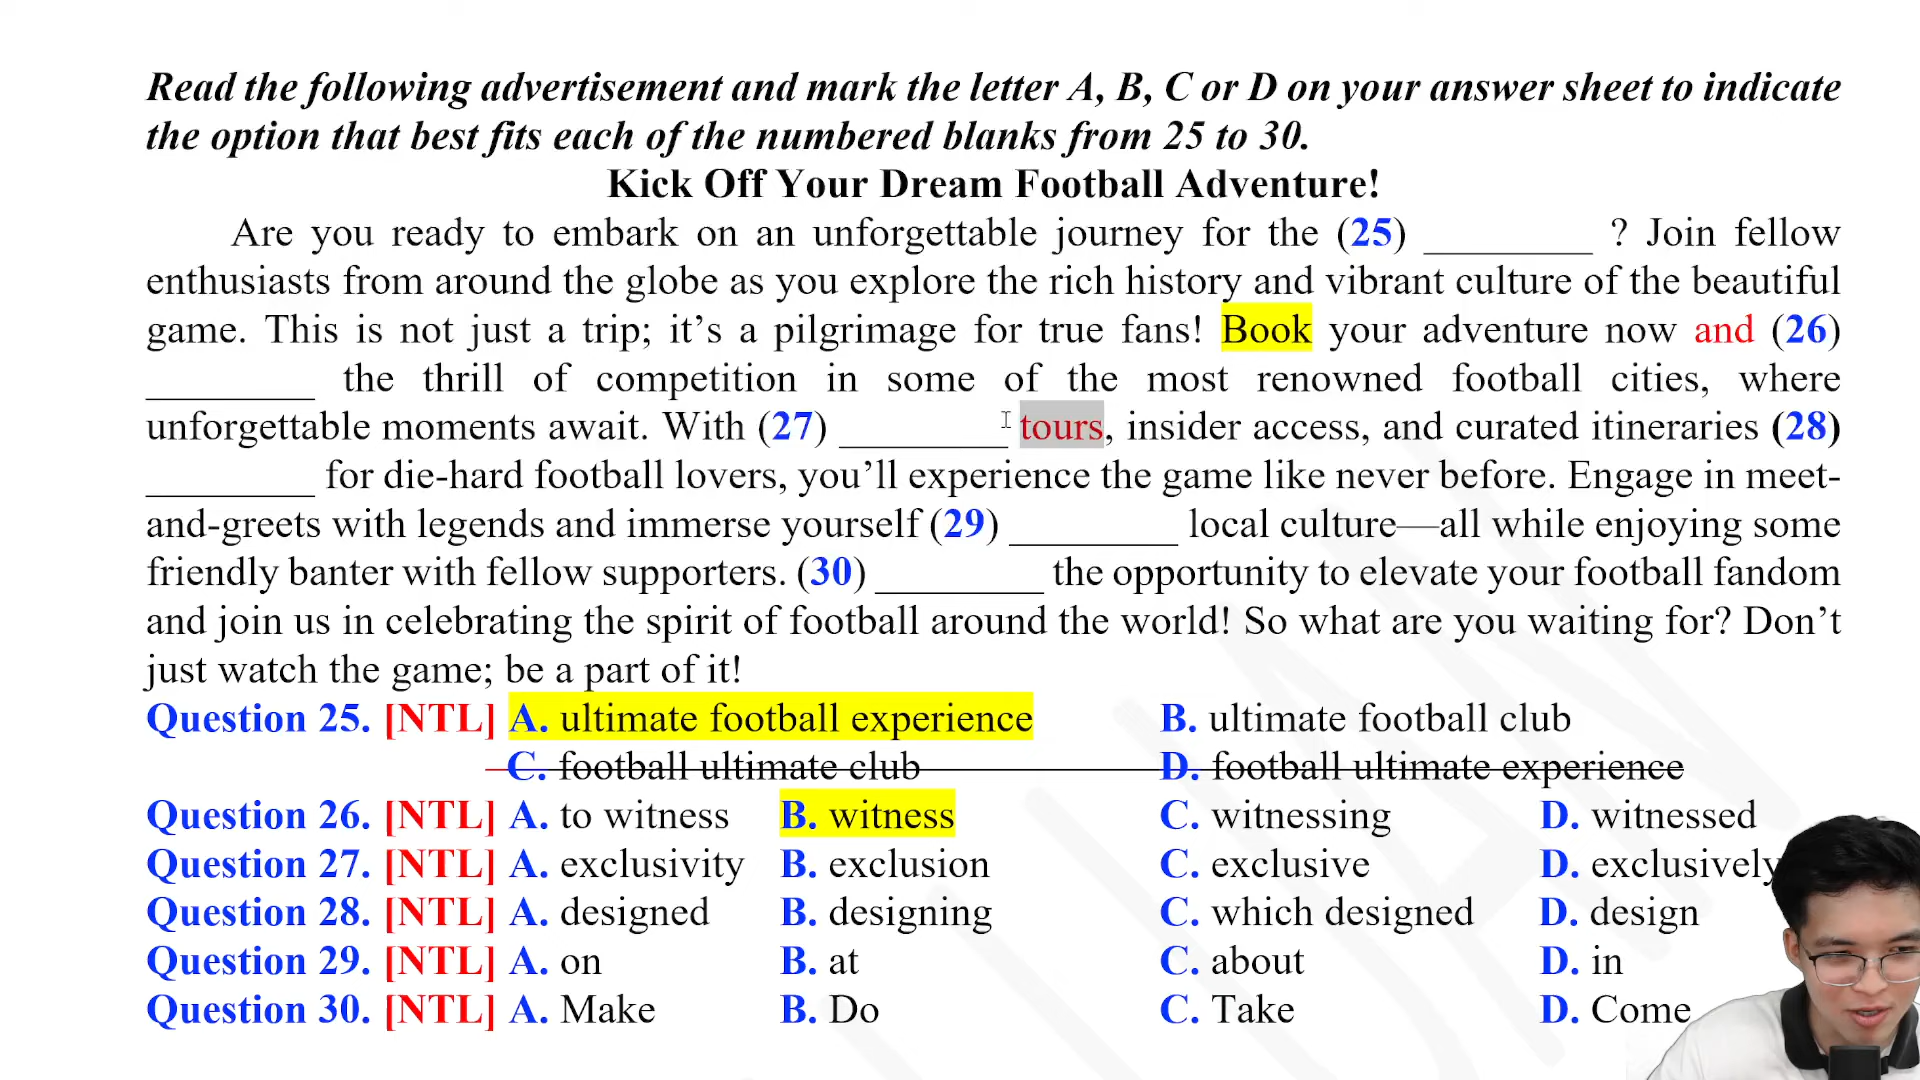 Read the following advertisement and mark the letter A, B, C or D on your answer sheet to indicate
the option that best fits each of the numbered blanks from 25 to 30.
Kick Off Your Dream Football Adventure!
Are you ready to embark on an unforgettable journey for the (25) ________ ? Join fellow
enthusiasts from around the globe as you explore the rich history and vibrant culture of the beautiful
game. This is not just a trip; it’s a pilgrimage for true fans! Book your adventure now and (26)
________ the thrill of competition in some of the most renowned football cities, where
unforgettable moments await. With (27) ________ tours, insider access, and curated itineraries (28)
________ for die-hard football lovers, you’ll experience the game like never before. Engage in meet-
and-greets with legends and immerse yourself (29) ________ local culture—all while enjoying some
friendly banter with fellow supporters. (30) ________ the opportunity to elevate your football fandom
and join us in celebrating the spirit of football around the world! So what are you waiting for? Don’t
just watch the game; be a part of it!
Question 25. [NTL] A. ultimate football experience B. ultimate football club
C. football ultimate club D. football ultimate experience
Question 26. [NTL] A. to witness B. witness C. witnessing D. witnessed
Question 27. [NTL] A. exclusivity B. exclusion C. exclusive D. exclusively
Question 28. [NTL] A. designed B. designing C. which designed D. design
Question 29. [NTL] A. on B. at C. about D. in
Question 30. [NTL] A. Make B. Do C. Take D. Come